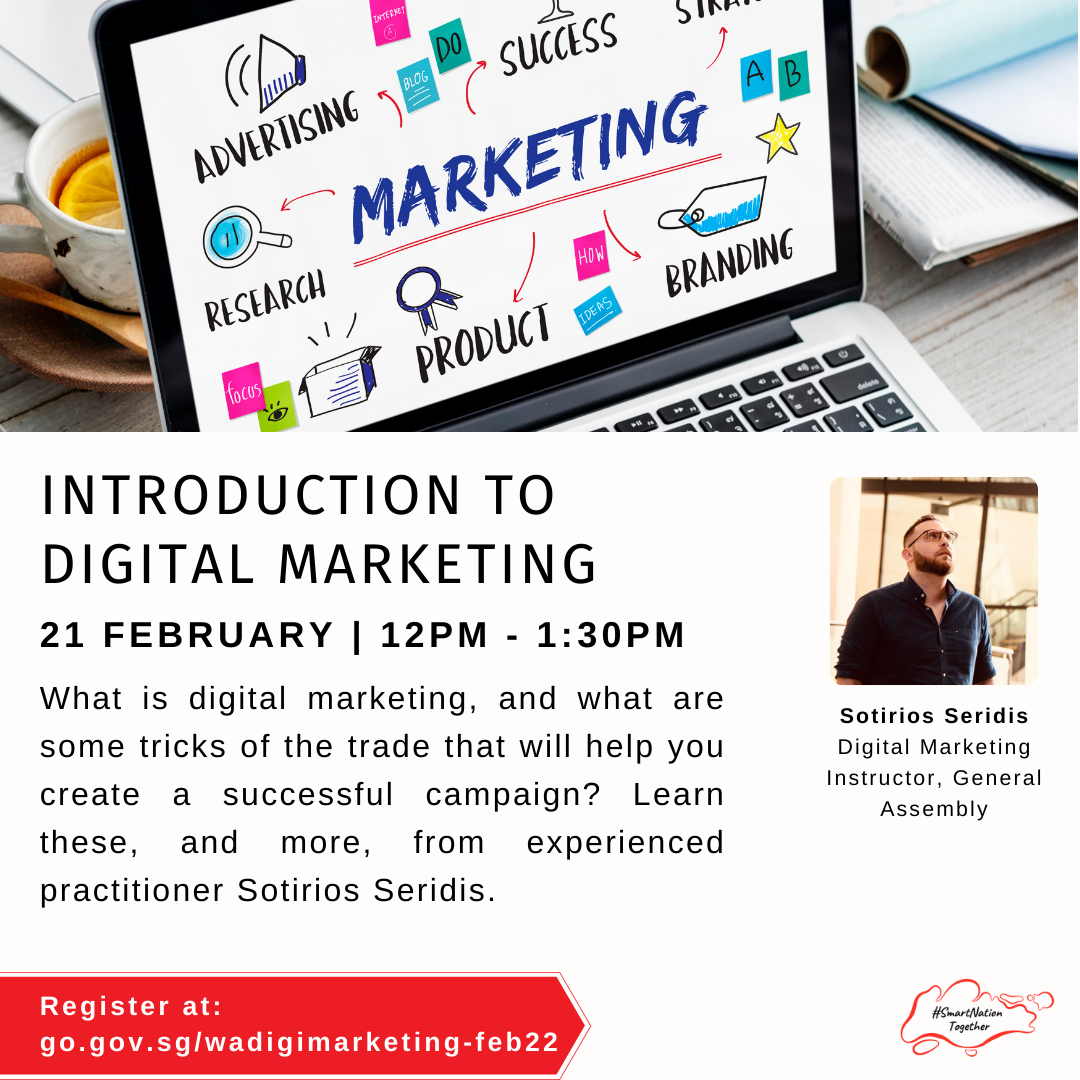 INTERNET
DO
BLOG
SUCCESS
A B
ADVERTISING
MARKETING
HOW
BRANDING
RESEARCH
IDEAS
PRODUCT
focus
delete
INTRODUCTION TO
DIGITAL MARKETING
21 FEBRUARY | 12PM - 1:30PM
What is digital marketing, and what are
some tricks of the trade that will help you
create a successful campaign? Learn
these, and more, from experienced
practitioner Sotirios Seridis.
Sotirios Seridis
Digital Marketing
Instructor, General
Assembly
Register at:
go.gov.sg/wadigimarketing-feb22
#SmartNation
Together